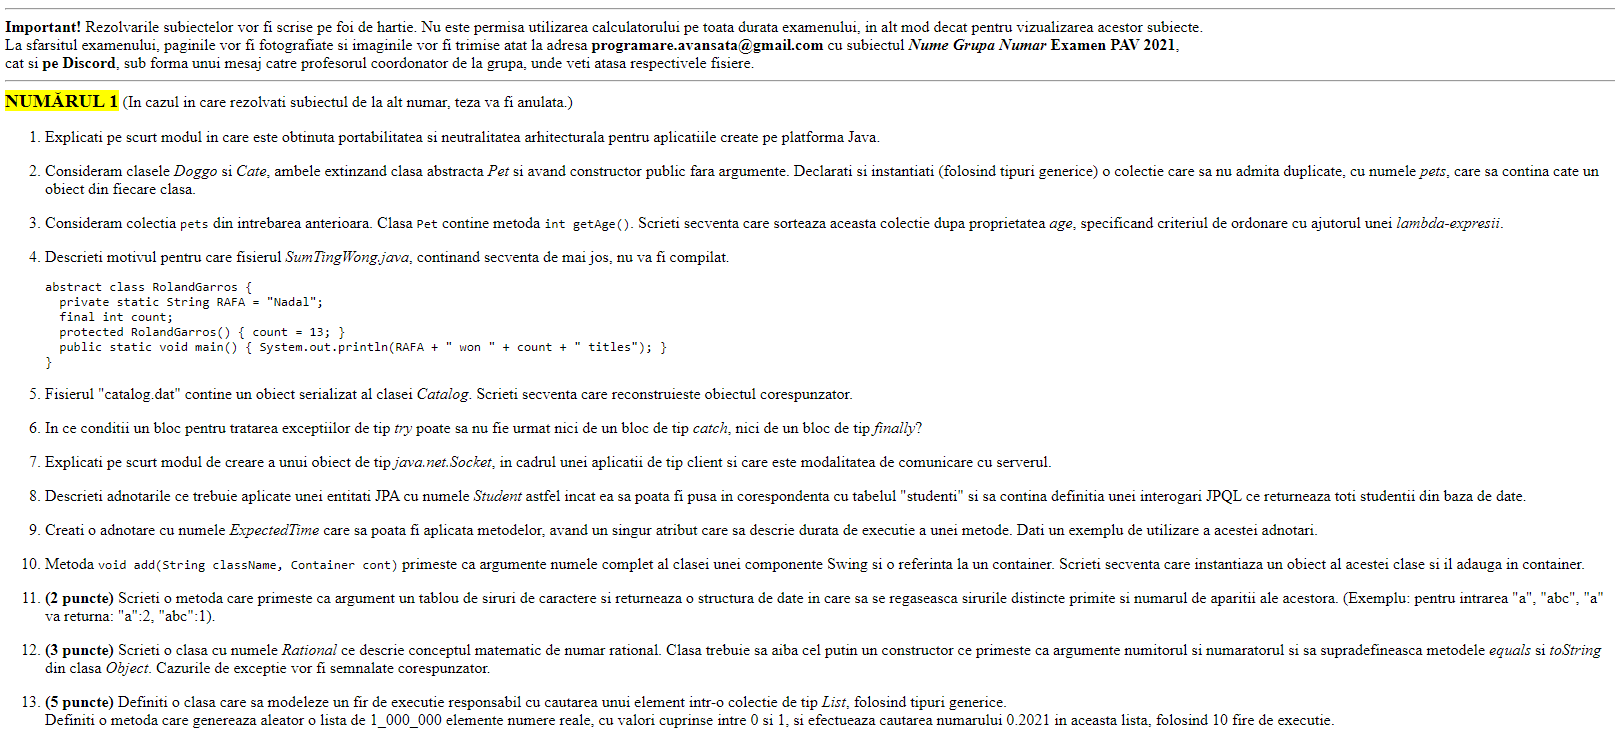 Important! Rezolvarile subiectelor vor fi scrise pe foi de hartie. Nu este permisa utilizarea calculatorului pe toata durata examenului, in alt mod decat pentru vizualizarea acestor subiecte.
La sfarsitul examenului, paginile vor fi fotografiate si imaginile vor fi trimise atat la adresa programare.avansata@gmail.com cu subiectul Nume Grupa Numar Examen PAV 2021,
cat si pe Discord, sub forma unui mesaj catre profesorul coordonator de la grupa, unde veti atasa respectivele fisiere.
NUMĂRUL 1 (In cazul in care rezolvati subiectul de la alt numar, teza va fi anulata.)
1. Explicati pe scurt modul in care este obtinuta portabilitatea si neutralitatea arhitecturala pentru aplicatiile create pe platforma Java.
2. Consideram clasele Doggo si Cate, ambele extinzand clasa abstracta Pet si avand constructor public fara argumente. Declarati si instantiati (folosind tipuri generice) o colectie care sa nu admita duplicate, cu numele pets, care sa contina cate un
obiect din fiecare clasa.
3. Consideram colectia pets din intrebarea anterioara. Clasa Pet contine metoda int getAge(). Scrieti secventa care sorteaza aceasta colectie dupa proprietatea age, specificand criteriul de ordonare cu ajutorul unei lambda-expresii.
4. Descrieti motivul pentru care fisierul SumTingWong.java, continand secventa de mai jos, nu va fi compilat.
abstract class RolandGarros {
  private static String RAFA = "Nadal";
  final int count;
  protected RolandGarros() { count = 13; }
  public static void main() { System.out.println(RAFA + " won " + count + " titles"); }
}
5. Fisierul "catalog.dat" contine un obiect serializat al clasei Catalog. Scrieti secventa care reconstruieste obiectul corespunzator.
6. In ce conditii un bloc pentru tratarea exceptiilor de tip try poate sa nu fie urmat nici de un bloc de tip catch, nici de un bloc de tip finally?
7. Explicati pe scurt modul de creare a unui obiect de tip java.net.Socket, in cadrul unei aplicatii de tip client si care este modalitatea de comunicare cu serverul.
8. Descrieti adnotarile ce trebuie aplicate unei entitati JPA cu numele Student astfel incat ea sa poata fi pusa in corespondenta cu tabelul "studenti" si sa contina definitia unei interogari JPQL ce returneaza toti studentii din baza de date.
9. Creati o adnotare cu numele ExpectedTime care sa poata fi aplicata metodelor, avand un singur atribut care sa descrie durata de executie a unei metode. Dati un exemplu de utilizare a acestei adnotari.
10. Metoda void add(String className, Container cont) primeste ca argumente numele complet al clasei unei componente Swing si o referinta la un container. Scrieti secventa care instantiaza un obiect al acestei clase si il adauga in container.
11. (2 puncte) Scrieti o metoda care primeste ca argument un tablou de siruri de caractere si returneaza o structura de date in care sa se regaseasca sirurile distincte primite si numarul de aparitii ale acestora. (Exemplu: pentru intrarea "a", "abc", "a"
va returna: "a":2, "abc":1).
12. (3 puncte) Scrieti o clasa cu numele Rational ce descrie conceptul matematic de numar rational. Clasa trebuie sa aiba cel putin un constructor ce primeste ca argumente numitorul si numaratorul si sa supradefineasca metodele equals si toString
din clasa Object. Cazurile de exceptie vor fi semnalate corespunzator.
13. (5 puncte) Definiti o clasa care sa modeleze un fir de executie responsabil cu cautarea unui element intr-o colectie de tip List, folosind tipuri generice.
Definiti o metoda care genereaza aleator o lista de 1_000_000 elemente numere reale, cu valori cuprinse intre 0 si 1, si efectueaza cautarea numarului 0.2021 in aceasta lista, folosind 10 fire de executie.